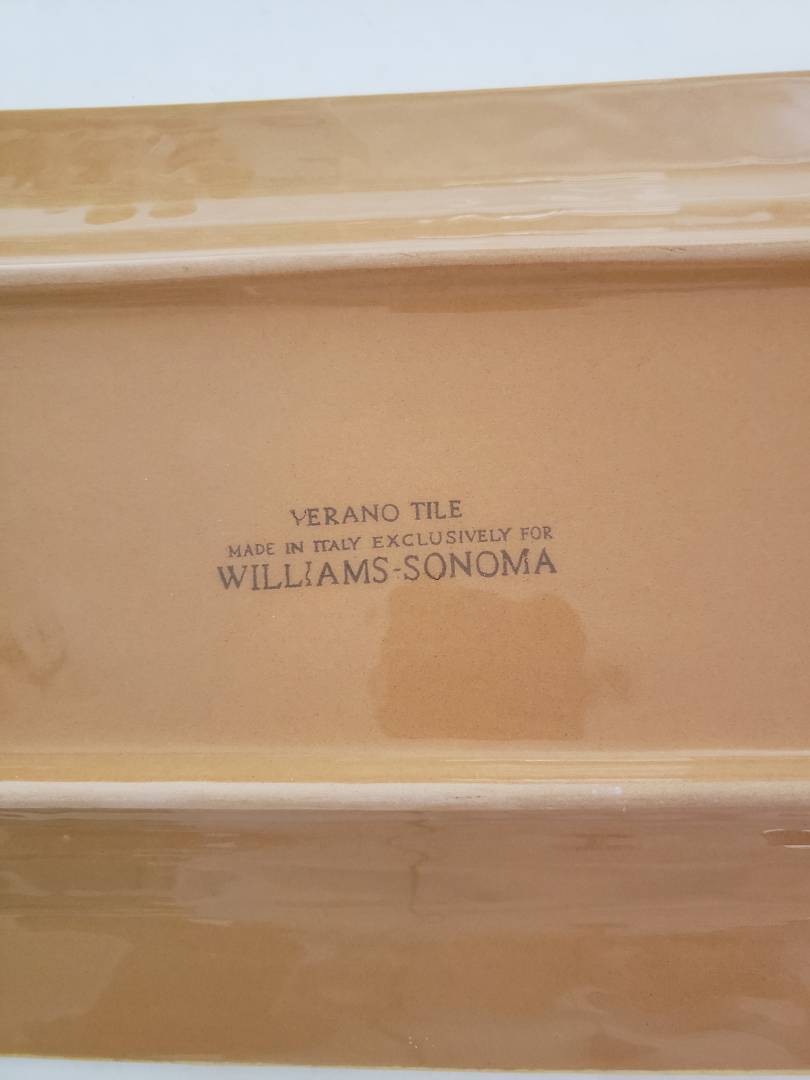 VERANO TILE
MADE IN ITALY EXCLUSIVELY FOR
WILLIAMS-SONOMA